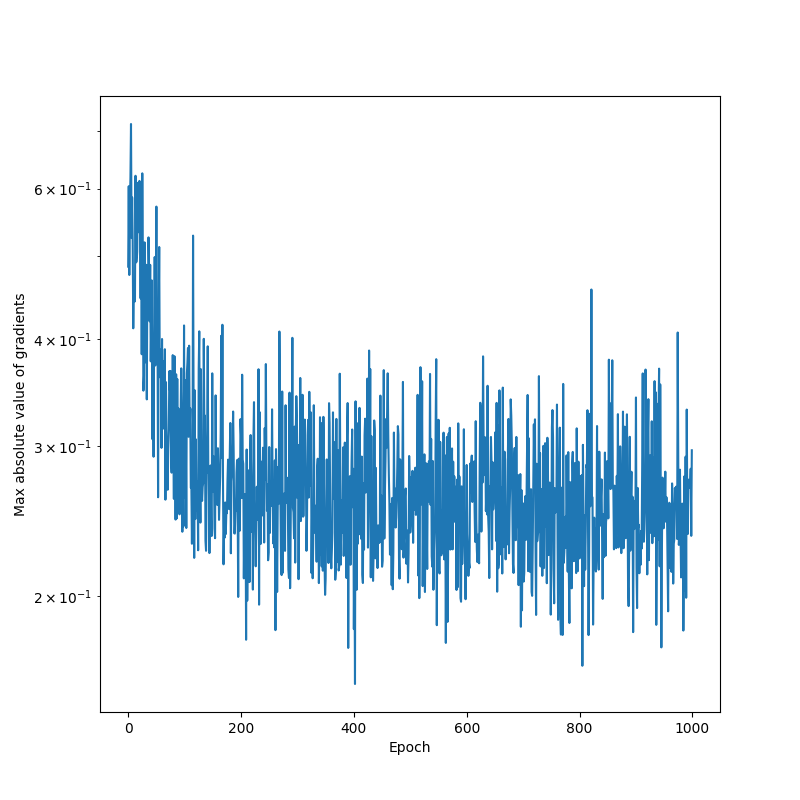 Max absolute value of gradients
6 × 10⁻¹
4 × 10⁻¹
3 × 10⁻¹
2 × 10⁻¹
0 200 400 600 800 1000
Epoch